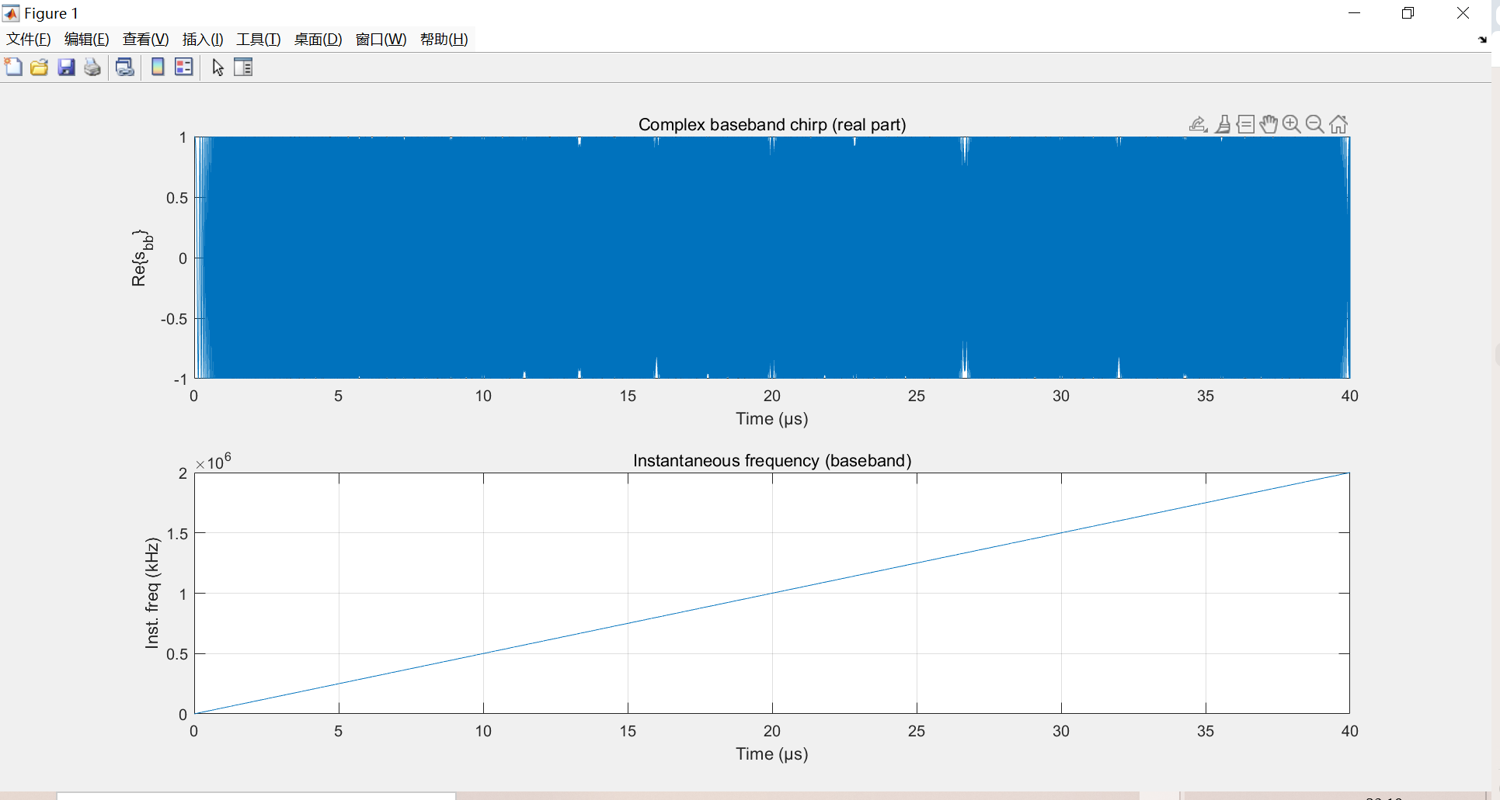 Figure 1
文件(F) 编辑(E) 查看(V) 插入(I) 工具(T) 桌面(D) 窗口(W) 帮助(H)
Complex baseband chirp (real part)
1
0.5
0
-0.5
-1
Re{s_bb}
0 5 10 15 20 25 30 35 40
Time (μs)
Instantaneous frequency (baseband)
×10^6
2
1.5
1
0.5
0
Inst. freq (kHz)
0 5 10 15 20 25 30 35 40
Time (μs)